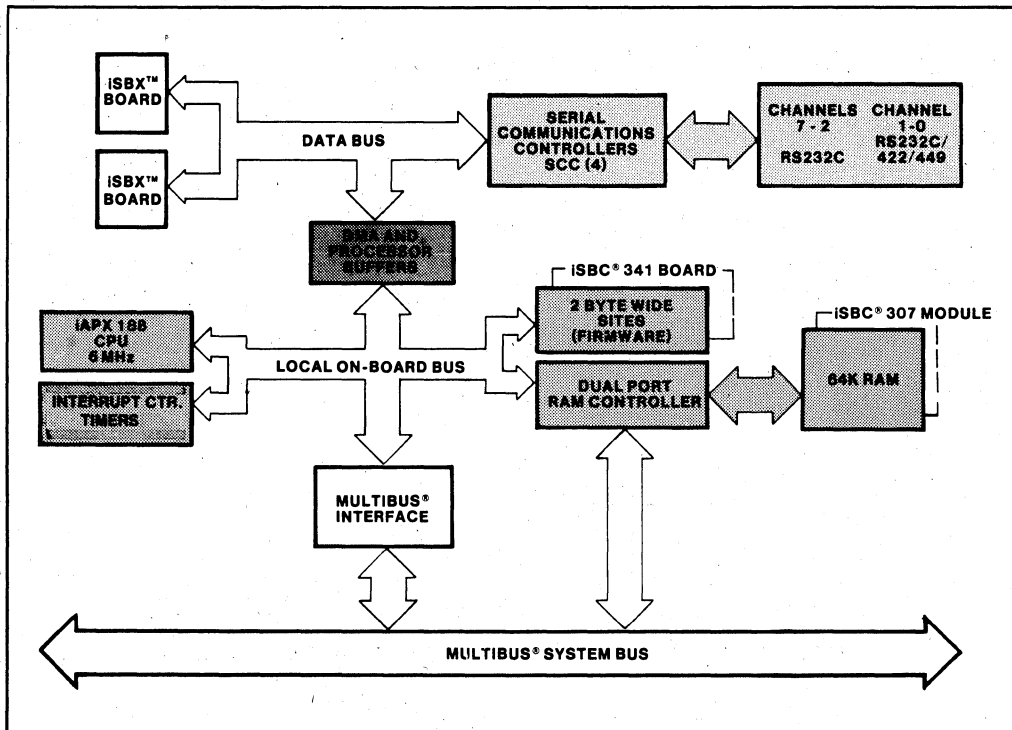 iSBX™
BOARD
iSBX™
BOARD
DATA BUS
SERIAL
COMMUNICATIONS
CONTROLLERS
SCC (4)
CHANNELS
7 - 2
RS232C
CHANNEL
1-0
RS232C/
422/449
DMA AND
PROCESSOR
BUFFERS
iSBC® 341 BOARD
2 BYTE WIDE
SITES
(FIRMWARE)
iSBC® 307 MODULE
64K RAM
iAPX 188
CPU
6 MHz
INTERRUPT CTR.
TIMERS
LOCAL ON-BOARD BUS
DUAL PORT
RAM CONTROLLER
MULTIBUS®
INTERFACE
MULTIBUS® SYSTEM BUS